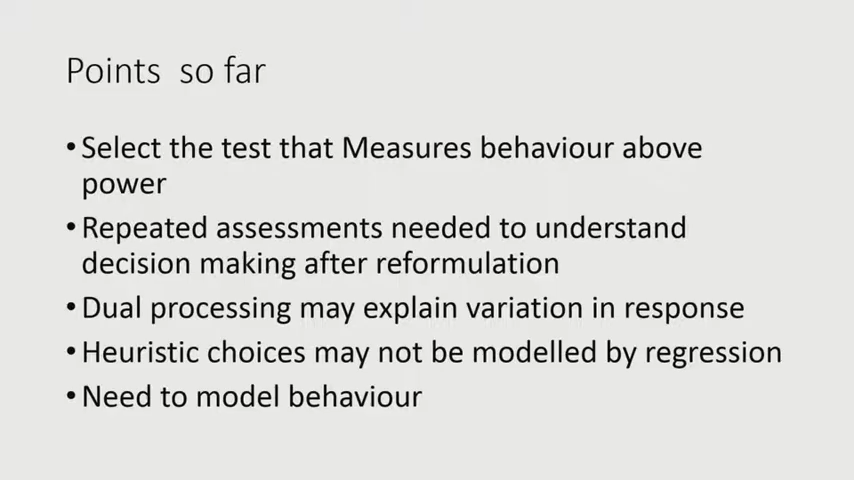 Points so far
• Select the test that Measures behaviour above
power
• Repeated assessments needed to understand
decision making after reformulation
• Dual processing may explain variation in response
• Heuristic choices may not be modelled by regression
• Need to model behaviour